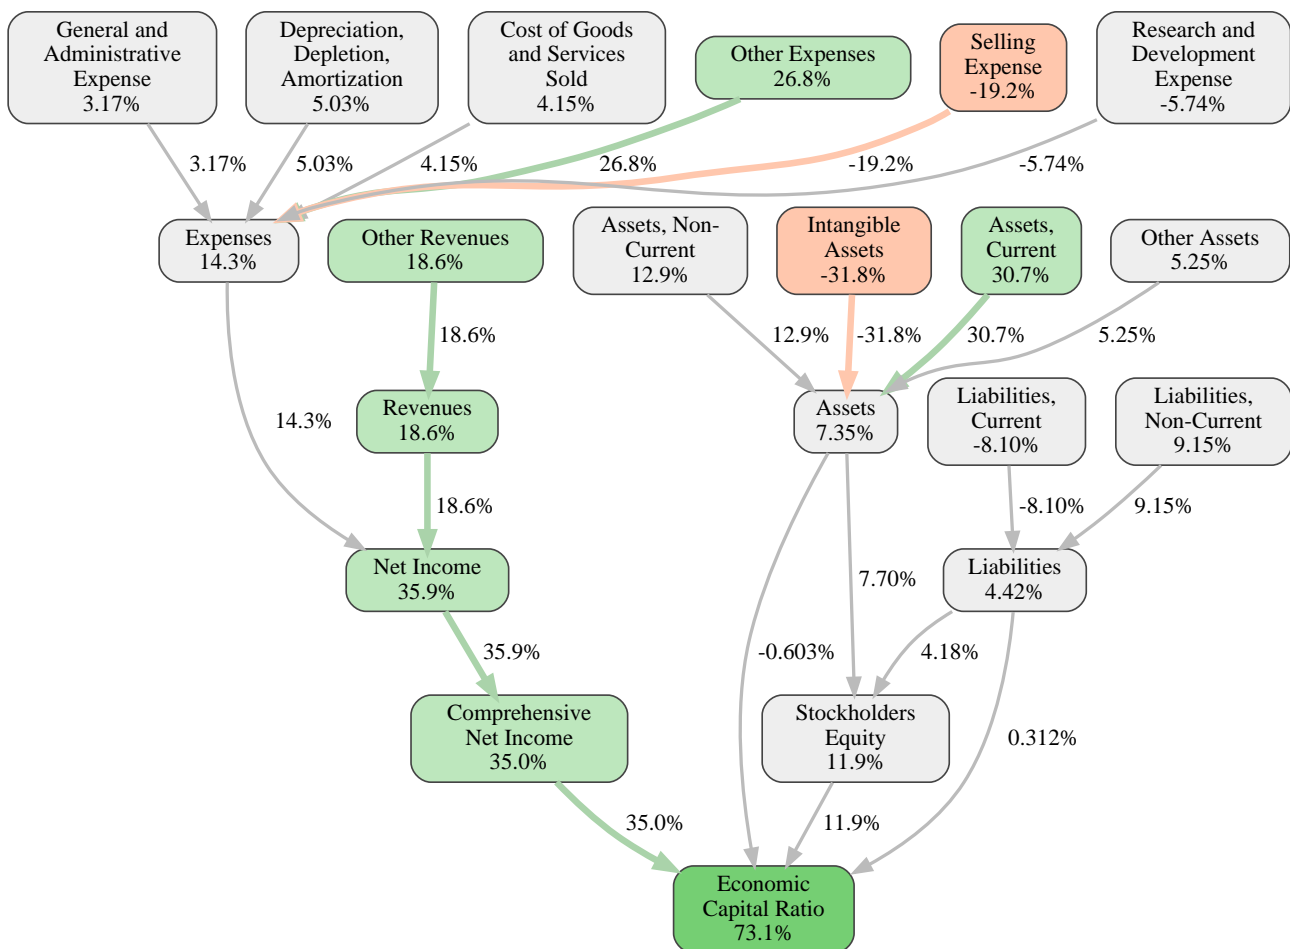 General and
Administrative
Expense
3.17%
Depreciation,
Depletion,
Amortization
5.03%
Cost of Goods
and Services
Sold
4.15%
Other Expenses
26.8%
Selling
Expense
-19.2%
Research and
Development
Expense
-5.74%
3.17%
5.03%
4.15%
26.8%
-19.2%
-5.74%
Expenses
14.3%
Other Revenues
18.6%
Assets, Non-
Current
12.9%
Intangible
Assets
-31.8%
Assets,
Current
30.7%
Other Assets
5.25%
18.6%
12.9%
-31.8%
30.7%
5.25%
14.3%
Revenues
18.6%
Assets
7.35%
Liabilities,
Current
-8.10%
Liabilities,
Non-Current
9.15%
18.6%
-8.10%
9.15%
Net Income
35.9%
7.70%
Liabilities
4.42%
35.9%
-0.603%
4.18%
Comprehensive
Net Income
35.0%
Stockholders
Equity
11.9%
0.312%
35.0%
11.9%
Economic
Capital Ratio
73.1%